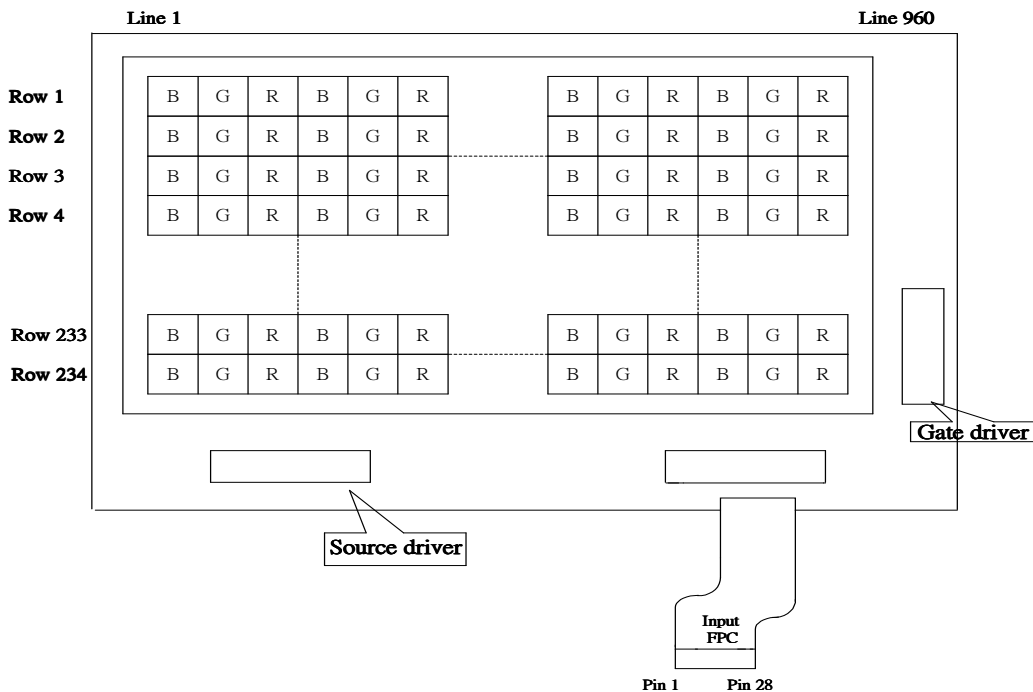 Line 1 Line 960
Row 1 B G R B G R B G R B G R
Row 2 B G R B G R B G R B G R
Row 3 B G R B G R B G R B G R
Row 4 B G R B G R B G R B G R
Row 233 B G R B G R B G R B G R
Row 234 B G R B G R B G R B G R
Gate driver
Source driver
Input
FPC
Pin 1 Pin 28